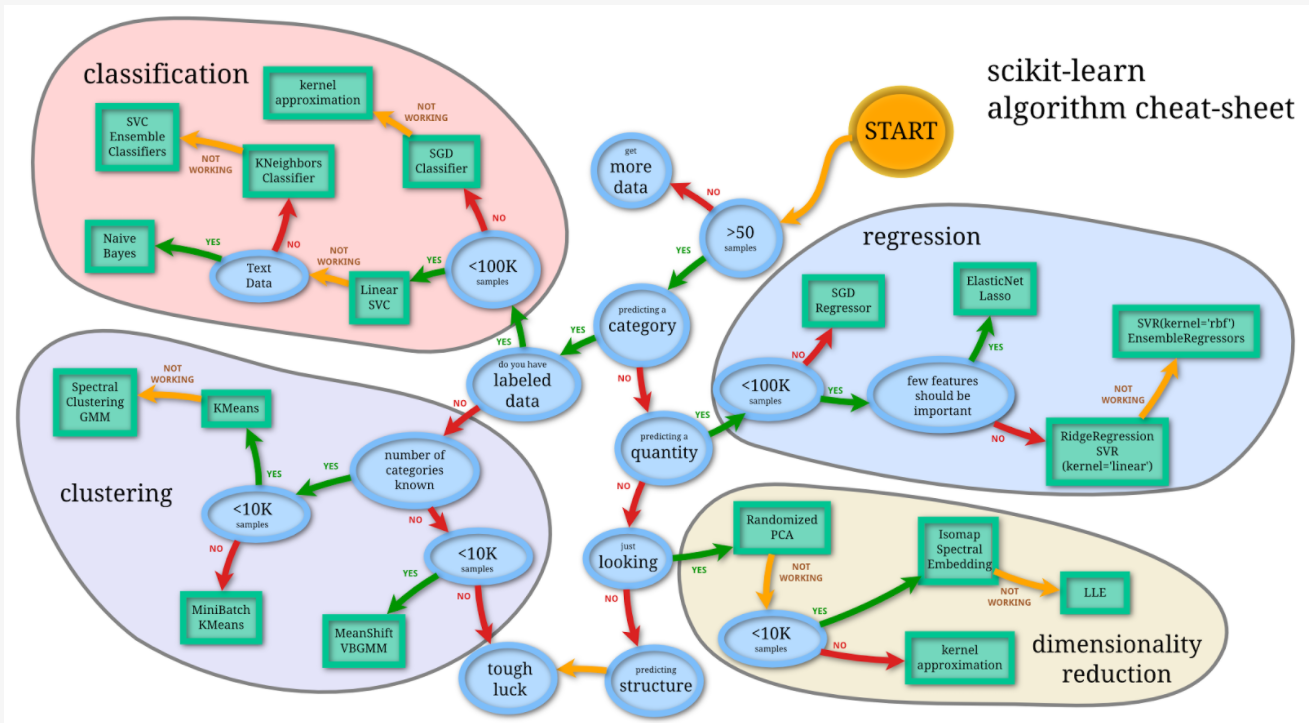 scikit-learn
algorithm cheat-sheet
START
get
more
data
NO
>50
samples
YES
predicting a
category
YES
NO
do you have
labeled
data
YES
NO
predicting a
quantity
YES
NO
just
looking
YES
NO
predicting
structure
tough
luck
classification
kernel
approximation
NOT
WORKING
SVC
Ensemble
Classifiers
NOT
WORKING
KNeighbors
Classifier
SGD
Classifier
NO
NO
Naive
Bayes
YES
Text
Data
NOT
WORKING
Linear
SVC
YES
<100K
samples
regression
SGD
Regressor
ElasticNet
Lasso
SVR(kernel='rbf')
EnsembleRegressors
NO
YES
<100K
samples
YES
few features
should be
important
NOT
WORKING
NO
RidgeRegression
SVR
(kernel='linear')
clustering
Spectral
Clustering
GMM
NOT
WORKING
KMeans
YES
YES
number of
categories
known
<10K
samples
NO
NO
<10K
samples
YES
NO
MiniBatch
KMeans
MeanShift
VBGMM
Randomized
PCA
NOT
WORKING
Isomap
Spectral
Embedding
NOT
WORKING
LLE
YES
<10K
samples
NO
kernel
approximation
dimensionality
reduction